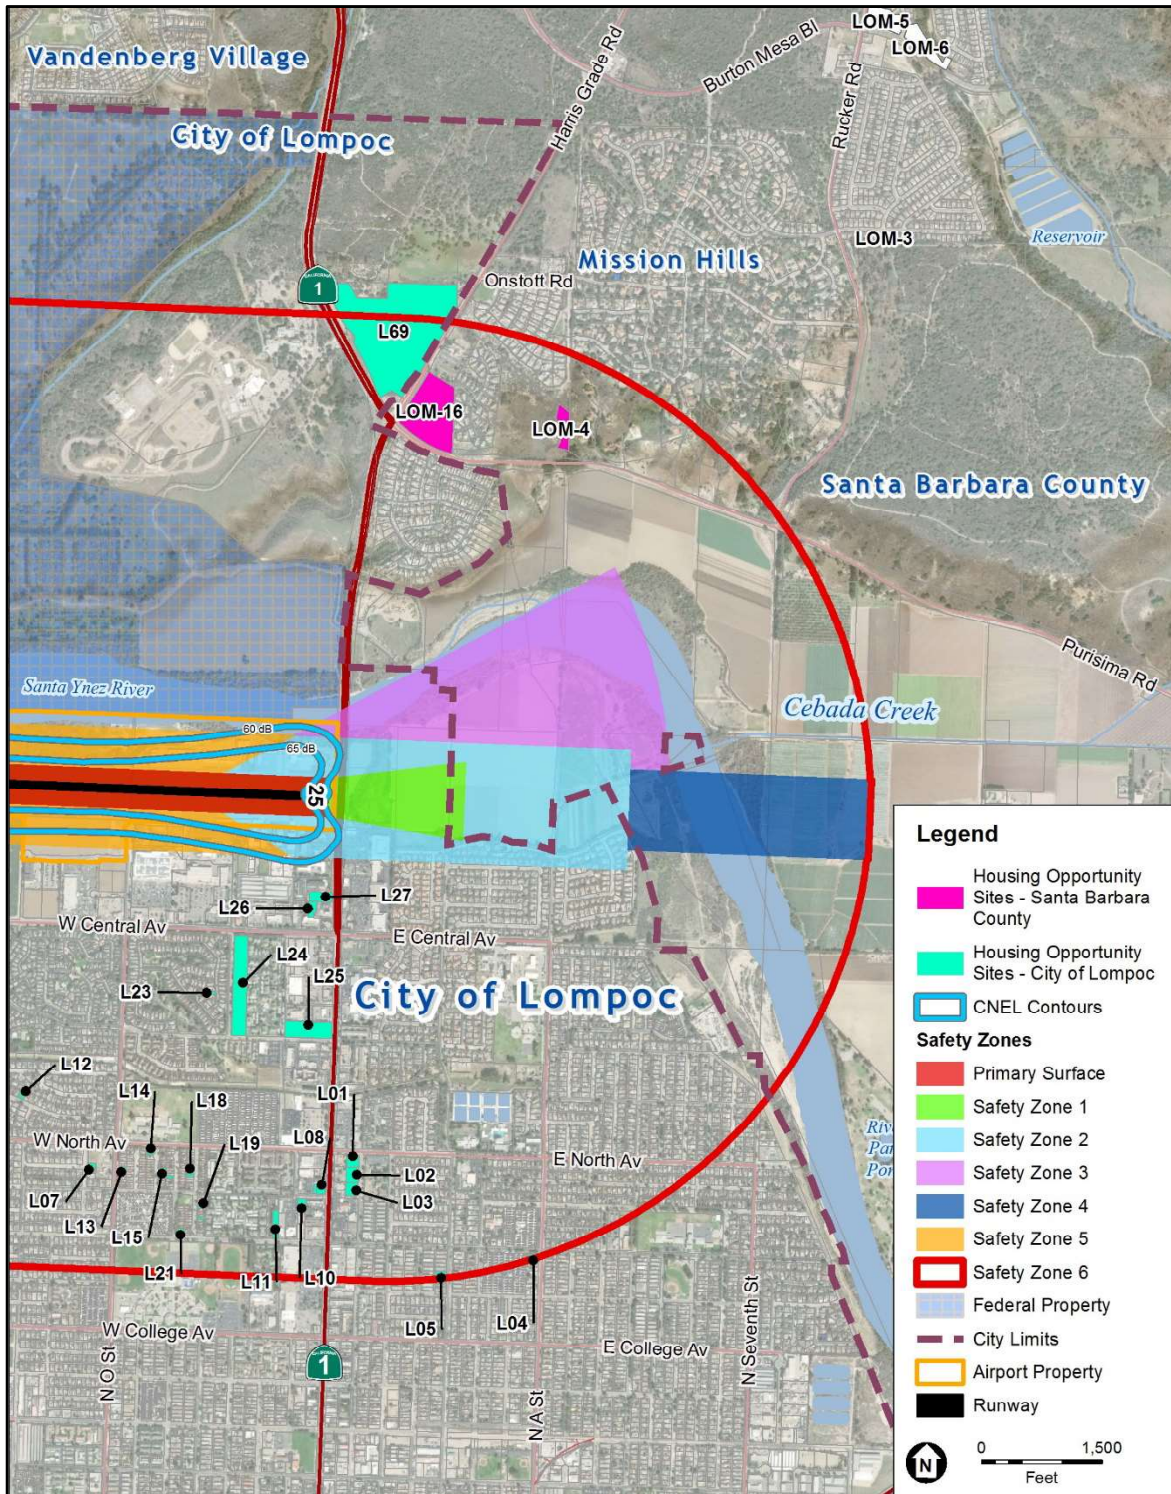 LOM-5
LOM-6
Burton Mesa Bl
Harris Grade Rd
Rucker Rd
Vandenberg Village
City of Lompoc
Reservoir
LOM-3
Mission Hills
Onstott Rd
CALIFORNIA
1
L69
LOM-16
LOM-4
Santa Barbara County
Purisima Rd
Santa Ynez River
Cebada Creek
60 dB
65 dB
25
L27
L26
W Central Av
E Central Av
L24
L25
L23
City of Lompoc
L12
L14
L18
L01
L19
L08
W North Av
E North Av
L02
L03
L07
L13
L15
L21
L11
L10
L05
L04
W College Av
E College Av
N O St
N A St
N Seventh St
CALIFORNIA
1
Legend
Housing Opportunity
Sites - Santa Barbara
County
Housing Opportunity
Sites - City of Lompoc
CNEL Contours
Safety Zones
Primary Surface
Safety Zone 1
Safety Zone 2
Safety Zone 3
Safety Zone 4
Safety Zone 5
Safety Zone 6
Federal Property
City Limits
Airport Property
Runway
N
0 1,500
Feet